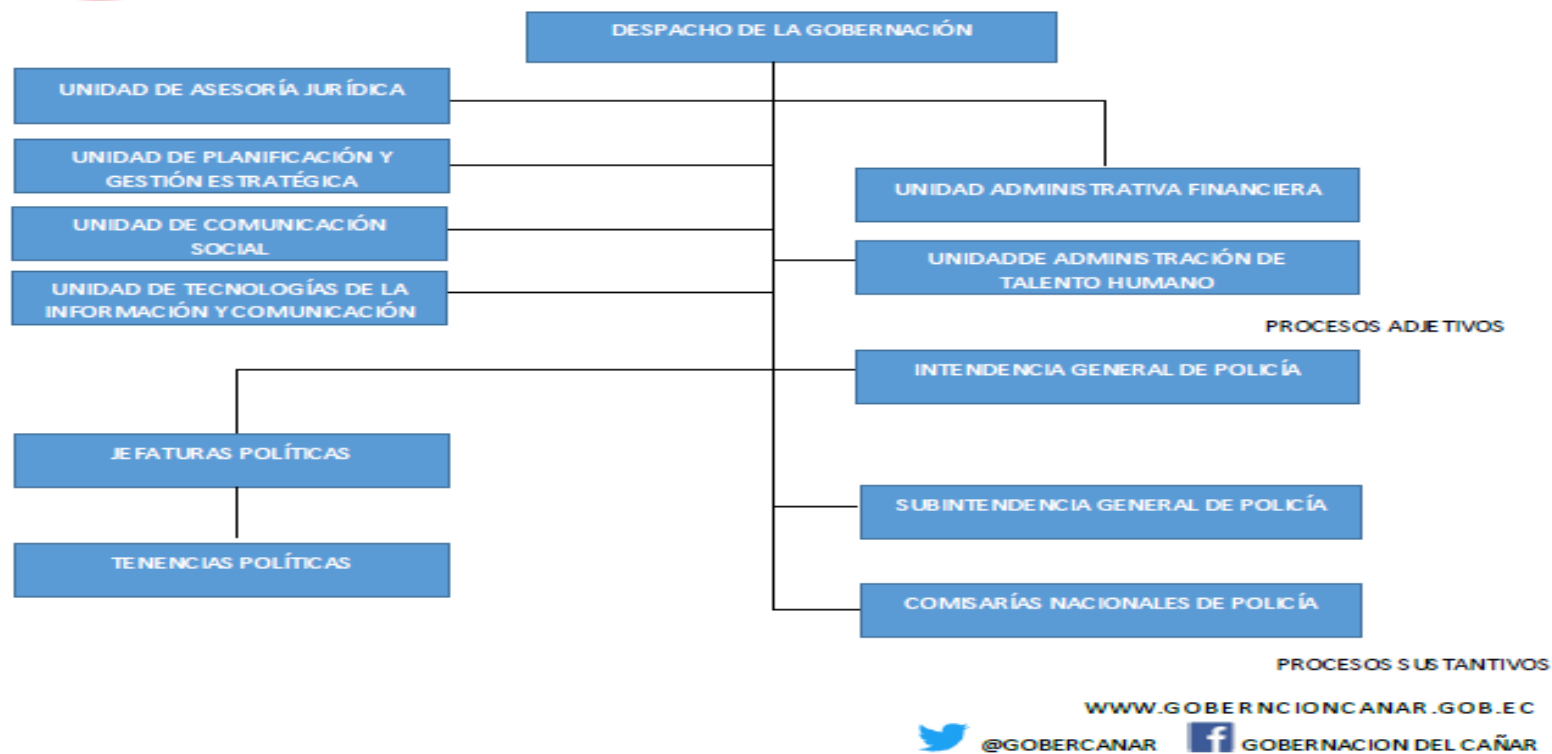 DESPACHO DE LA GOBERNACIÓN
UNIDAD DE ASESORÍA JURÍDICA
UNIDAD DE PLANIFICACIÓN Y
GESTIÓN ESTRATÉGICA
UNIDAD ADMINISTRATIVA FINANCIERA
UNIDAD DE COMUNICACIÓN
SOCIAL
UNIDADDE ADMINISTRACIÓN DE
TALENTO HUMANO
UNIDAD DE TECNOLOGÍAS DE LA
INFORMACIÓN Y COMUNICACIÓN
PROCESOS ADJETIVOS
INTENDENCIA GENERAL DE POLICÍA
JEFATURAS POLÍTICAS
SUBINTENDENCIA GENERAL DE POLICÍA
TENENCIAS POLÍTICAS
COMISARÍAS NACIONALES DE POLICÍA
PROCESOS SUSTANTIVOS
WWW.GOBERNCIONCANAR.GOB.EC
@GOBERCANAR f GOBERNACION DEL CAÑAR